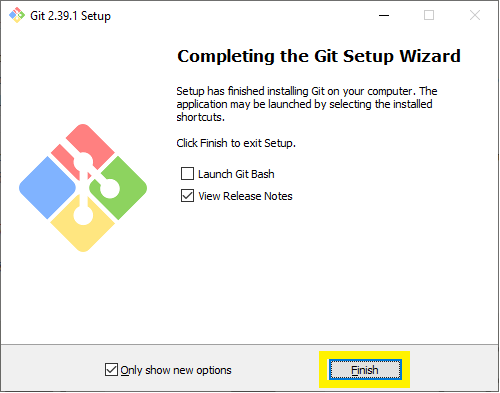 Git 2.39.1 Setup
Completing the Git Setup Wizard
Setup has finished installing Git on your computer. The
application may be launched by selecting the installed
shortcuts.
Click Finish to exit Setup.
Launch Git Bash
View Release Notes
Only show new options
Finish